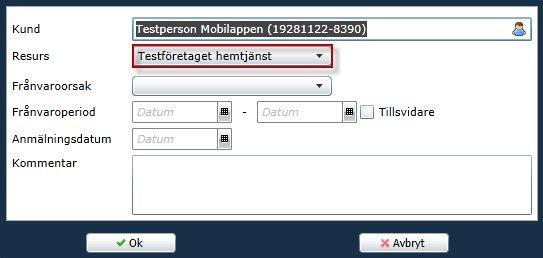 Kund Testperson Mobilappen (19281122-8390)
Resurs Testföretaget hemtjänst
Frånvaroorsak
Frånvaroperiod Datum - Datum Tillsvidare
Anmälningsdatum Datum
Kommentar
Ok Avbryt